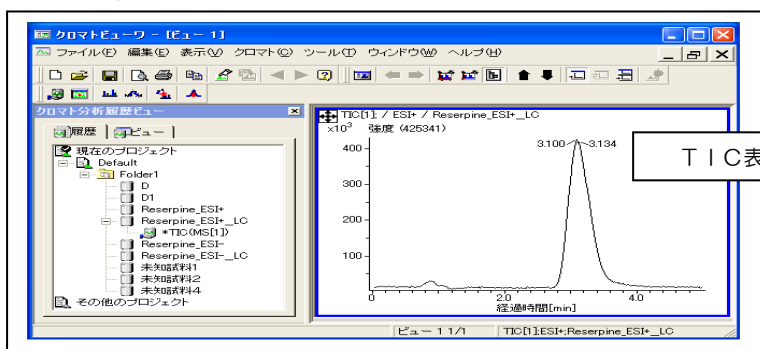 クロマトビューワ - [ビュー 1]
ファイル(F) 編集(E) 表示(V) クロマト(C) ツール(T) ウィンドウ(W) ヘルプ(H)
クロマト分析履歴ビュー
履歴 ビュー
現在のプロジェクト
Default
Folder1
D
D1
Reserpine_ESI+
Reserpine_ESI+_LC
*TIC(MS[1])
Reserpine_ESI-
Reserpine_ESI-_LC
未知試料1
未知試料2
未知試料4
その他のプロジェクト
TIC[1]; / ESI+ / Reserpine_ESI+_LC
×10³ 強度 (425341)
3.100 3.134
400
300
200
100
0 2.0 4.0
経過時間[min]
TIC表
ビュー 1 1/1 TIC[1];ESI+;Reserpine_ESI+_LC